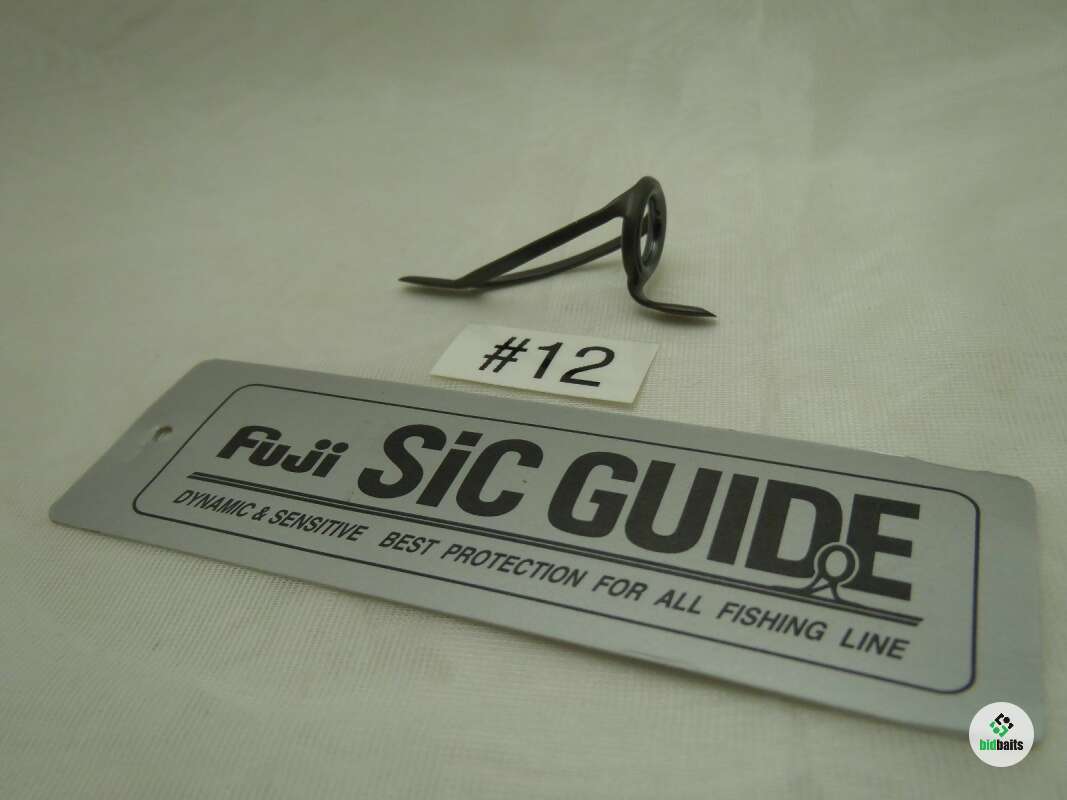 #12
Fuji SiC GUIDE
DYNAMIC & SENSITIVE BEST PROTECTION FOR ALL FISHING LINE
bidbaits